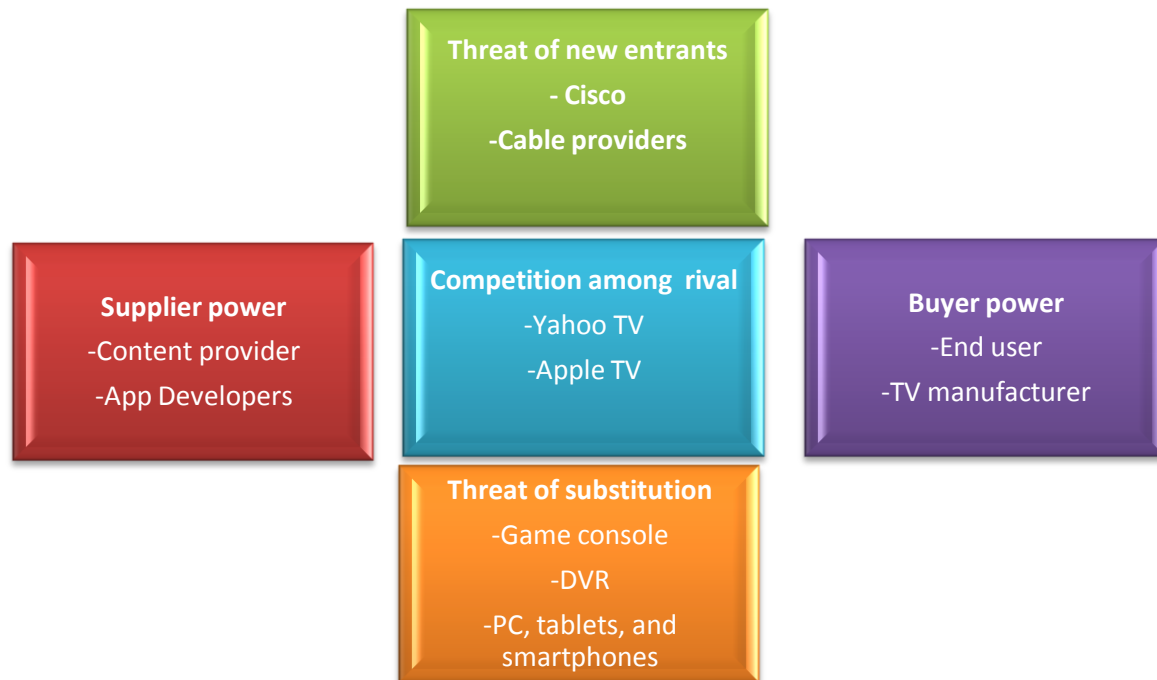 Threat of new entrants
- Cisco
-Cable providers
Supplier power
-Content provider
-App Developers
Competition among rival
-Yahoo TV
-Apple TV
Buyer power
-End user
-TV manufacturer
Threat of substitution
-Game console
-DVR
-PC, tablets, and
smartphones